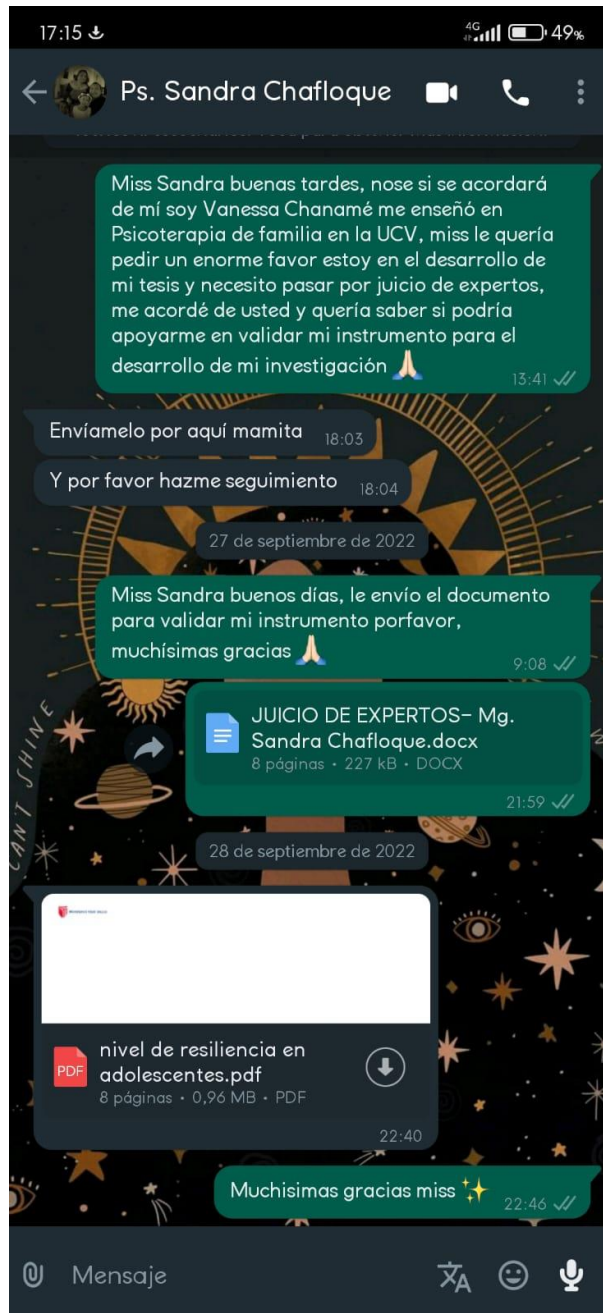 17:15
4G
49%
Ps. Sandra Chafloque
Miss Sandra buenas tardes, nose si se acordará
de mí soy Vanessa Chanamé me enseñó en
Psicoterapia de familia en la UCV, miss le quería
pedir un enorme favor estoy en el desarrollo de
mi tesis y necesito pasar por juicio de expertos,
me acordé de usted y quería saber si podría
apoyarme en validar mi instrumento para el
desarrollo de mi investigación 🙏🏻
13:41
Envíamelo por aquí mamita
18:03
Y por favor hazme seguimiento
18:04
27 de septiembre de 2022
Miss Sandra buenos días, le envío el documento
para validar mi instrumento porfavor,
muchísimas gracias 🙏🏻
9:08
JUICIO DE EXPERTOS- Mg.
Sandra Chafloque.docx
8 páginas • 227 kB • DOCX
21:59
CAN'T SHINE
28 de septiembre de 2022
PDF
nivel de resiliencia en
adolescentes.pdf
8 páginas • 0,96 MB • PDF
22:40
Muchisimas gracias miss ✨
22:46
Mensaje